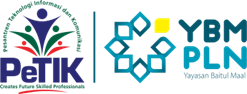 Pesantren Teknologi Informasi dan Komunikasi
PeTIK
Creates Future Skilled Professionals
YBM
PLN
Yayasan Baitul Maal